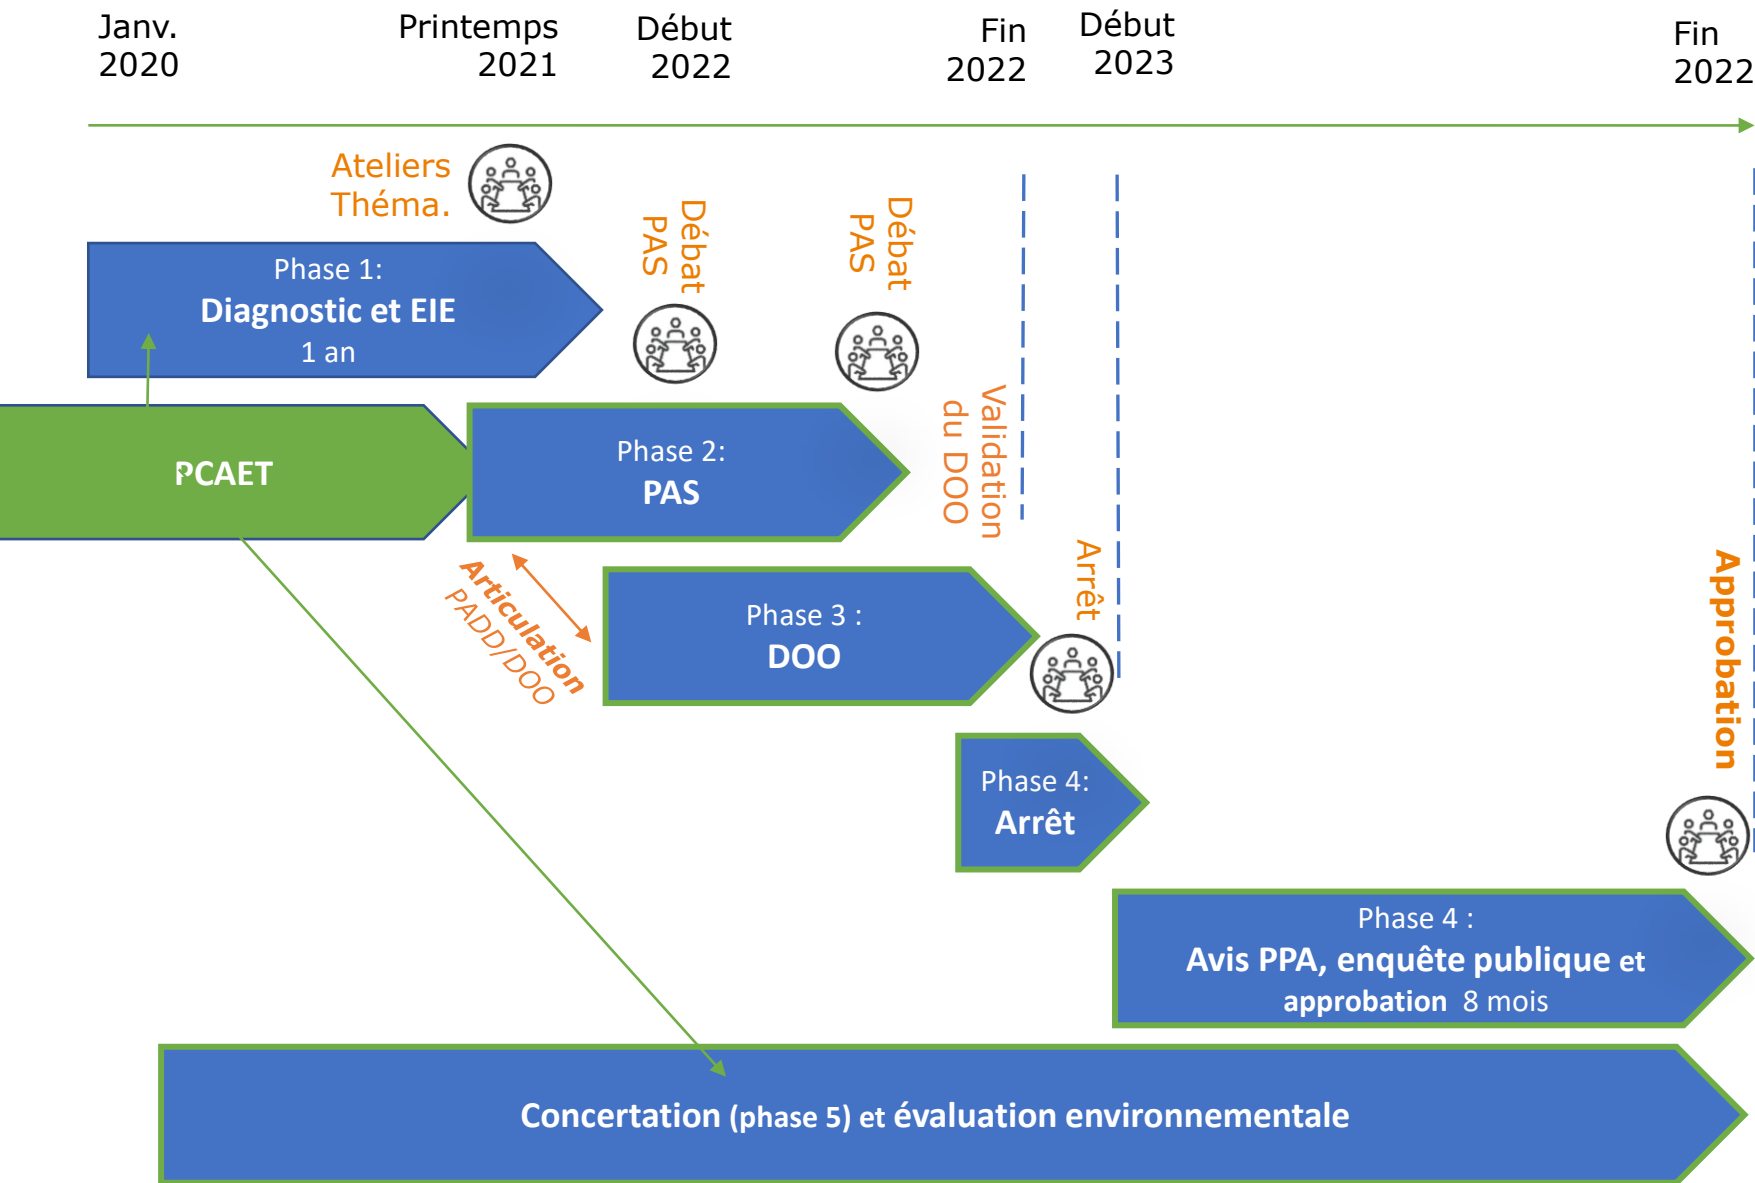 Janv.
2020
Printemps
2021
Début
2022
Fin
2022
Début
2023
Fin
2022
Ateliers
Théma.
Débat
PAS
Débat
PAS
Phase 1:
Diagnostic et EIE
1 an
Validation
du DOO
PCAET
Phase 2:
PAS
Articulation
PADD/DOO
Arrêt
Approbation
Phase 3 :
DOO
Phase 4:
Arrêt
Phase 4 :
Avis PPA, enquête publique et
approbation 8 mois
Concertation (phase 5) et évaluation environnementale